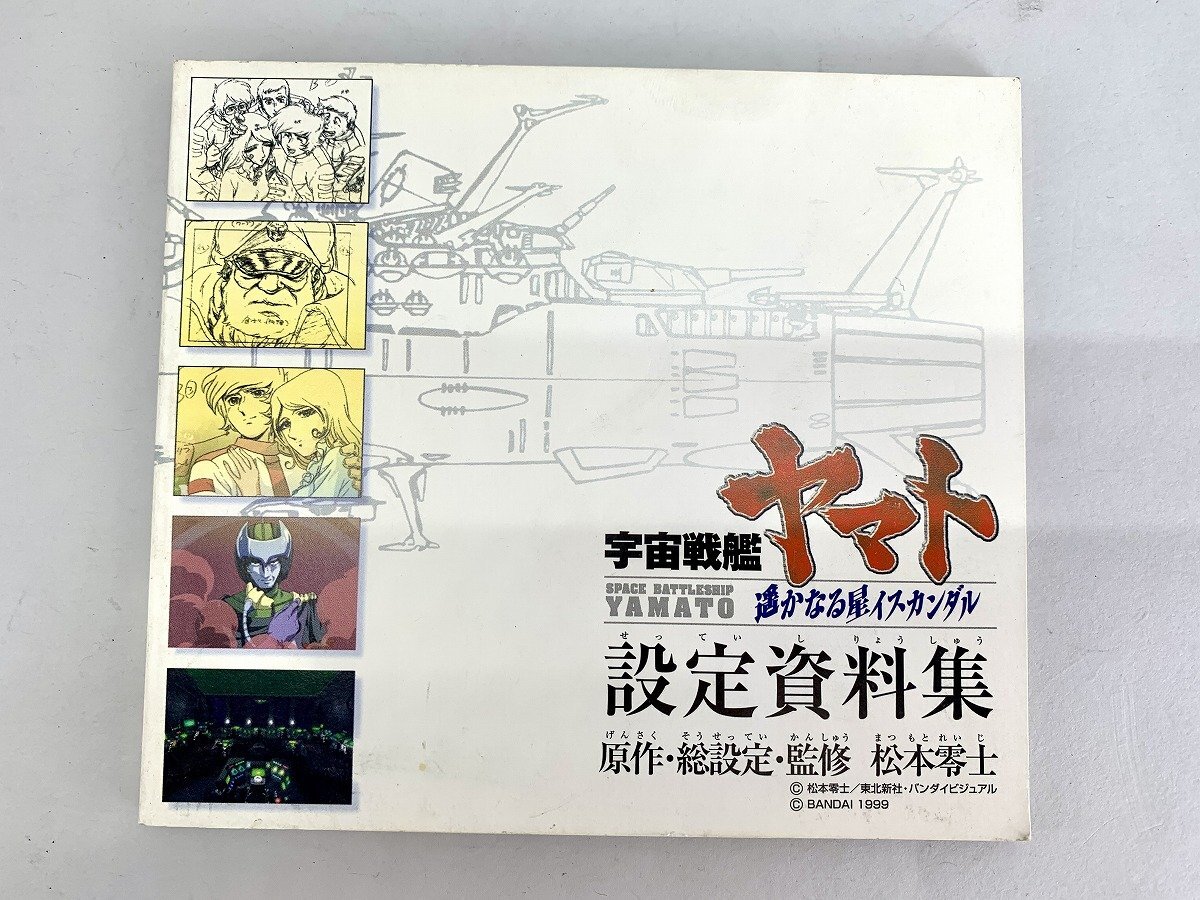 宇宙戦艦
ヤマト
SPACE BATTLESHIP
YAMATO
遥かなる星イスカンダル
せっていしりょうしゅう
設定資料集
げんさく そうせってい かんしゅう まつもとれいじ
原作・総設定・監修 松本零士
© 松本零士／東北新社・バンダイビジュアル
© BANDAI 1999